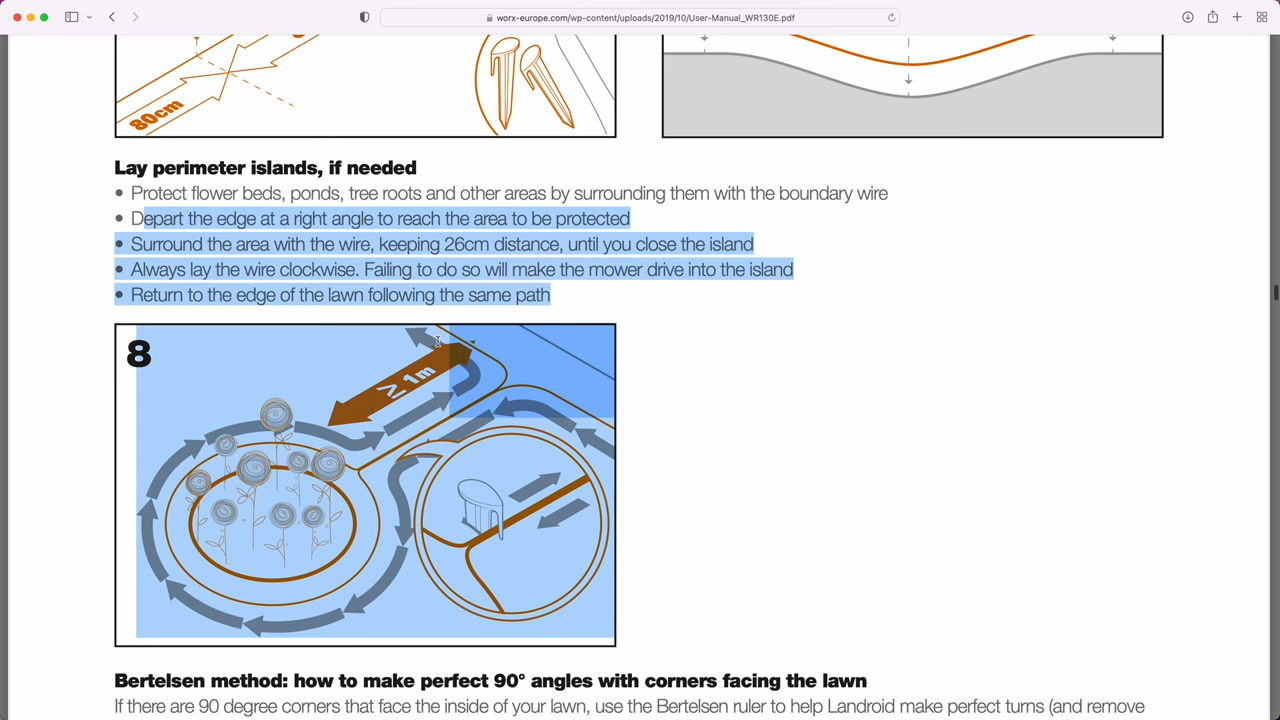 worx-europe.com/wp-content/uploads/2019/10/User-Manual_WR130E.pdf
80cm
Lay perimeter islands, if needed
• Protect flower beds, ponds, tree roots and other areas by surrounding them with the boundary wire
• Depart the edge at a right angle to reach the area to be protected
• Surround the area with the wire, keeping 26cm distance, until you close the island
• Always lay the wire clockwise. Failing to do so will make the mower drive into the island
• Return to the edge of the lawn following the same path
8
≥ 1m
Bertelsen method: how to make perfect 90° angles with corners facing the lawn
If there are 90 degree corners that face the inside of your lawn, use the Bertelsen ruler to help Landroid make perfect turns (and remove